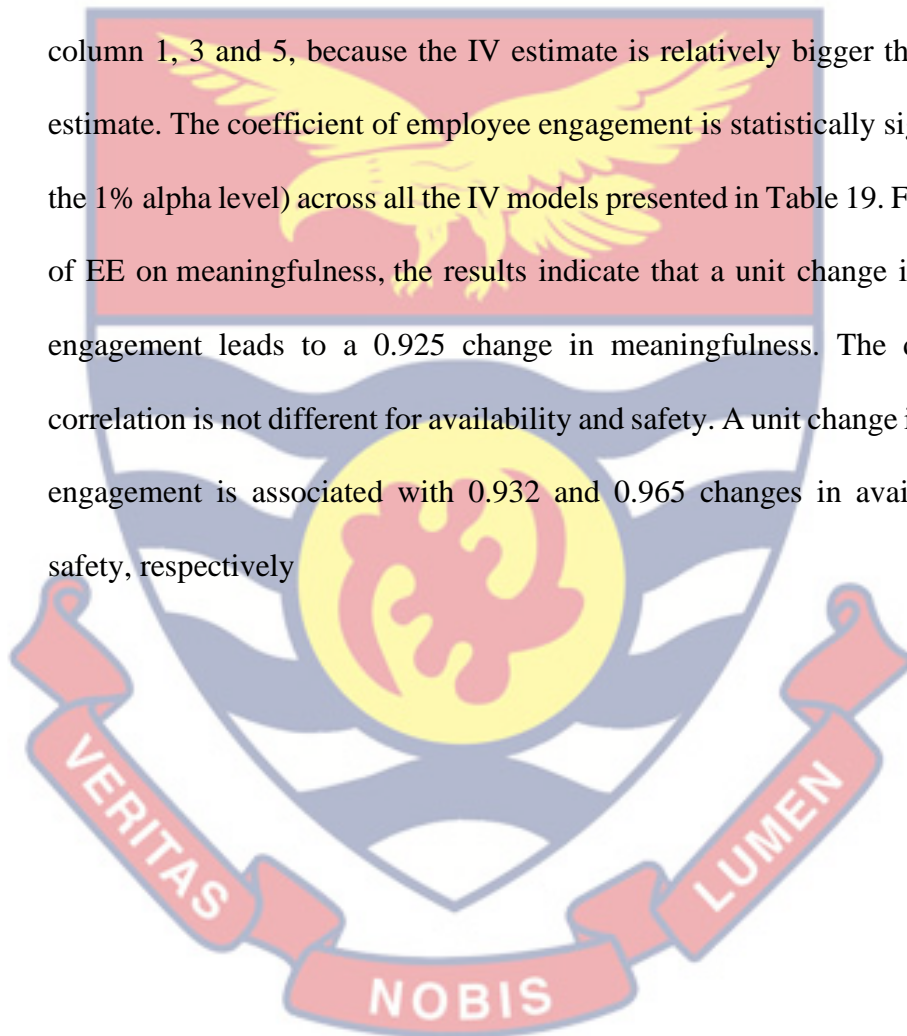 column 1, 3 and 5, because the IV estimate is relatively bigger
estimate. The coefficient of employee engagement is statistically
the 1% alpha level) across all the IV models presented in Table 19.
of EE on meaningfulness, the results indicate that a unit change
engagement leads to a 0.925 change in meaningfulness. The
correlation is not different for availability and safety. A unit change
engagement is associated with 0.932 and 0.965 changes in
safety, respectively
VERITAS
NOBIS
LUMEN